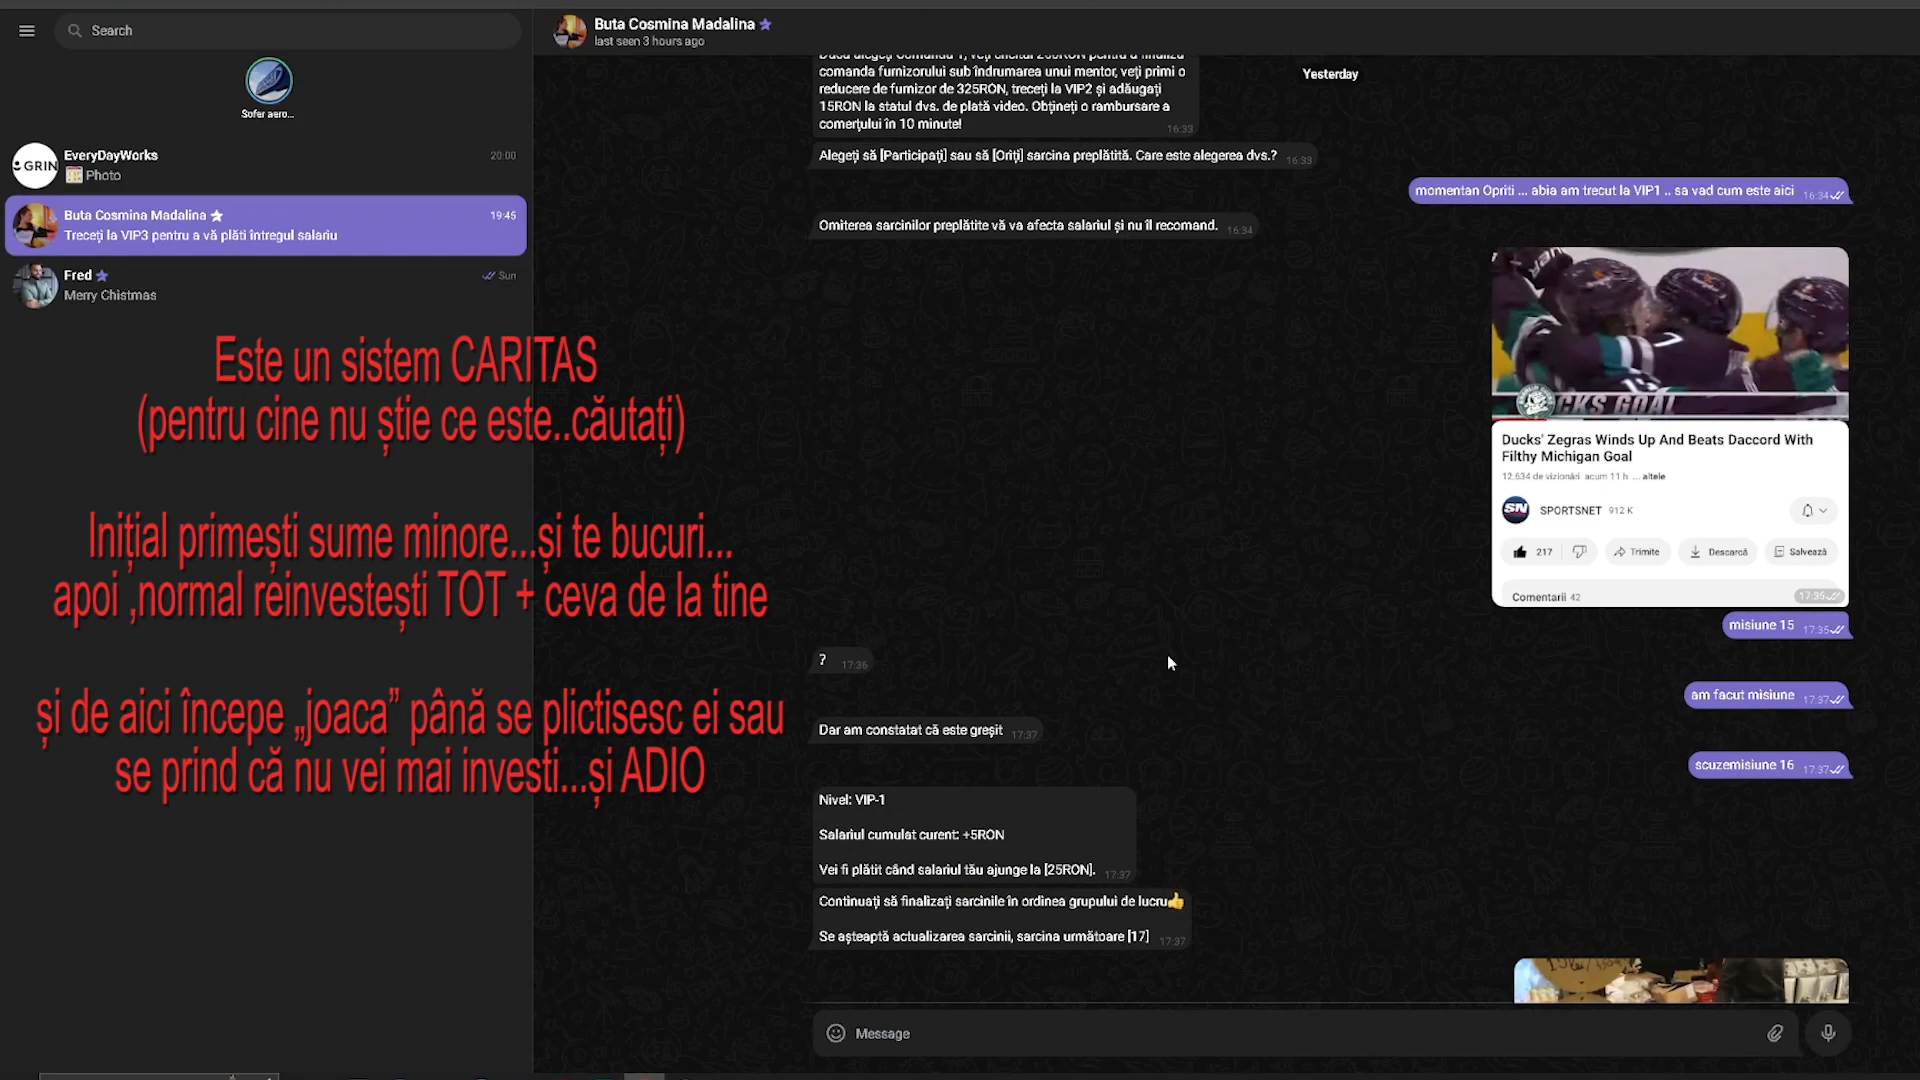 Search
Sofer aero...
GRIN
EveryDayWorks
20:00
Photo
Buta Cosmina Madalina
19:45
Treceți la VIP3 pentru a vă plăti întregul salariu
Fred
Sun
Merry Chistmas
Este un sistem CARITAS
(pentru cine nu știe ce este..căutați)
Inițial primești sume minore...și te bucuri...
apoi ,normal reinvestești TOT + ceva de la tine
și de aici începe „joaca” până se plictisesc ei sau
se prind că nu vei mai investi...și ADIO
Buta Cosmina Madalina
last seen 3 hours ago
Yesterday
comanda furnizorului sub îndrumarea unui mentor, veți primi o
reducere de furnizor de 325RON, treceți la VIP2 și adăugați
15RON la statul dvs. de plată video. Obțineți o rambursare a
comerțului în 10 minute!
16:33
Alegeți să [Participați] sau să [Oriți] sarcina preplătită. Care este alegerea dvs.? 16:33
momentan Opriti ... abia am trecut la VIP1 .. sa vad cum este aici 16:34
Omiterea sarcinilor preplătite vă va afecta salariul și nu îl recomand. 16:34
7
CKS GOAL
Ducks' Zegras Winds Up And Beats Daccord With
Filthy Michigan Goal
12.634 de vizionări acum 11 h ... altele
SN SPORTSNET 912 K
217 Trimite Descarcă Salvează
Comentarii 42
17:35
misiune 15 17:35
? 17:36
am facut misiune 17:37
Dar am constatat că este greșit 17:37
scuzemisiune 16 17:37
Nivel: VIP-1
Salariul cumulat curent: +5RON
Vei fi plătit când salariul tău ajunge la [25RON]. 17:37
Continuați să finalizați sarcinile în ordinea grupului de lucru
Se așteaptă actualizarea sarcinii, sarcina următoare [17] 17:37
Message